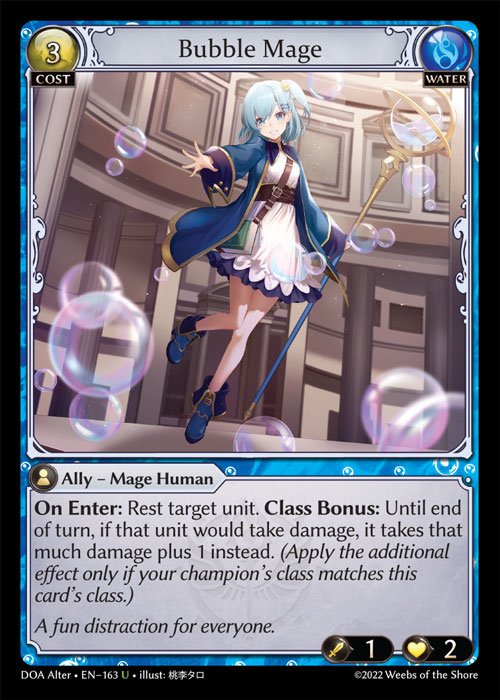 3
Bubble Mage
COST
WATER
Ally – Mage Human
On Enter: Rest target unit. Class Bonus: Until end
of turn, if that unit would take damage, it takes that
much damage plus 1 instead. (Apply the additional
effect only if your champion's class matches this
card's class.)
A fun distraction for everyone.
1
2
DOA Alter • EN–163 U • illust: 桃李タロ
©2022 Weebs of the Shore